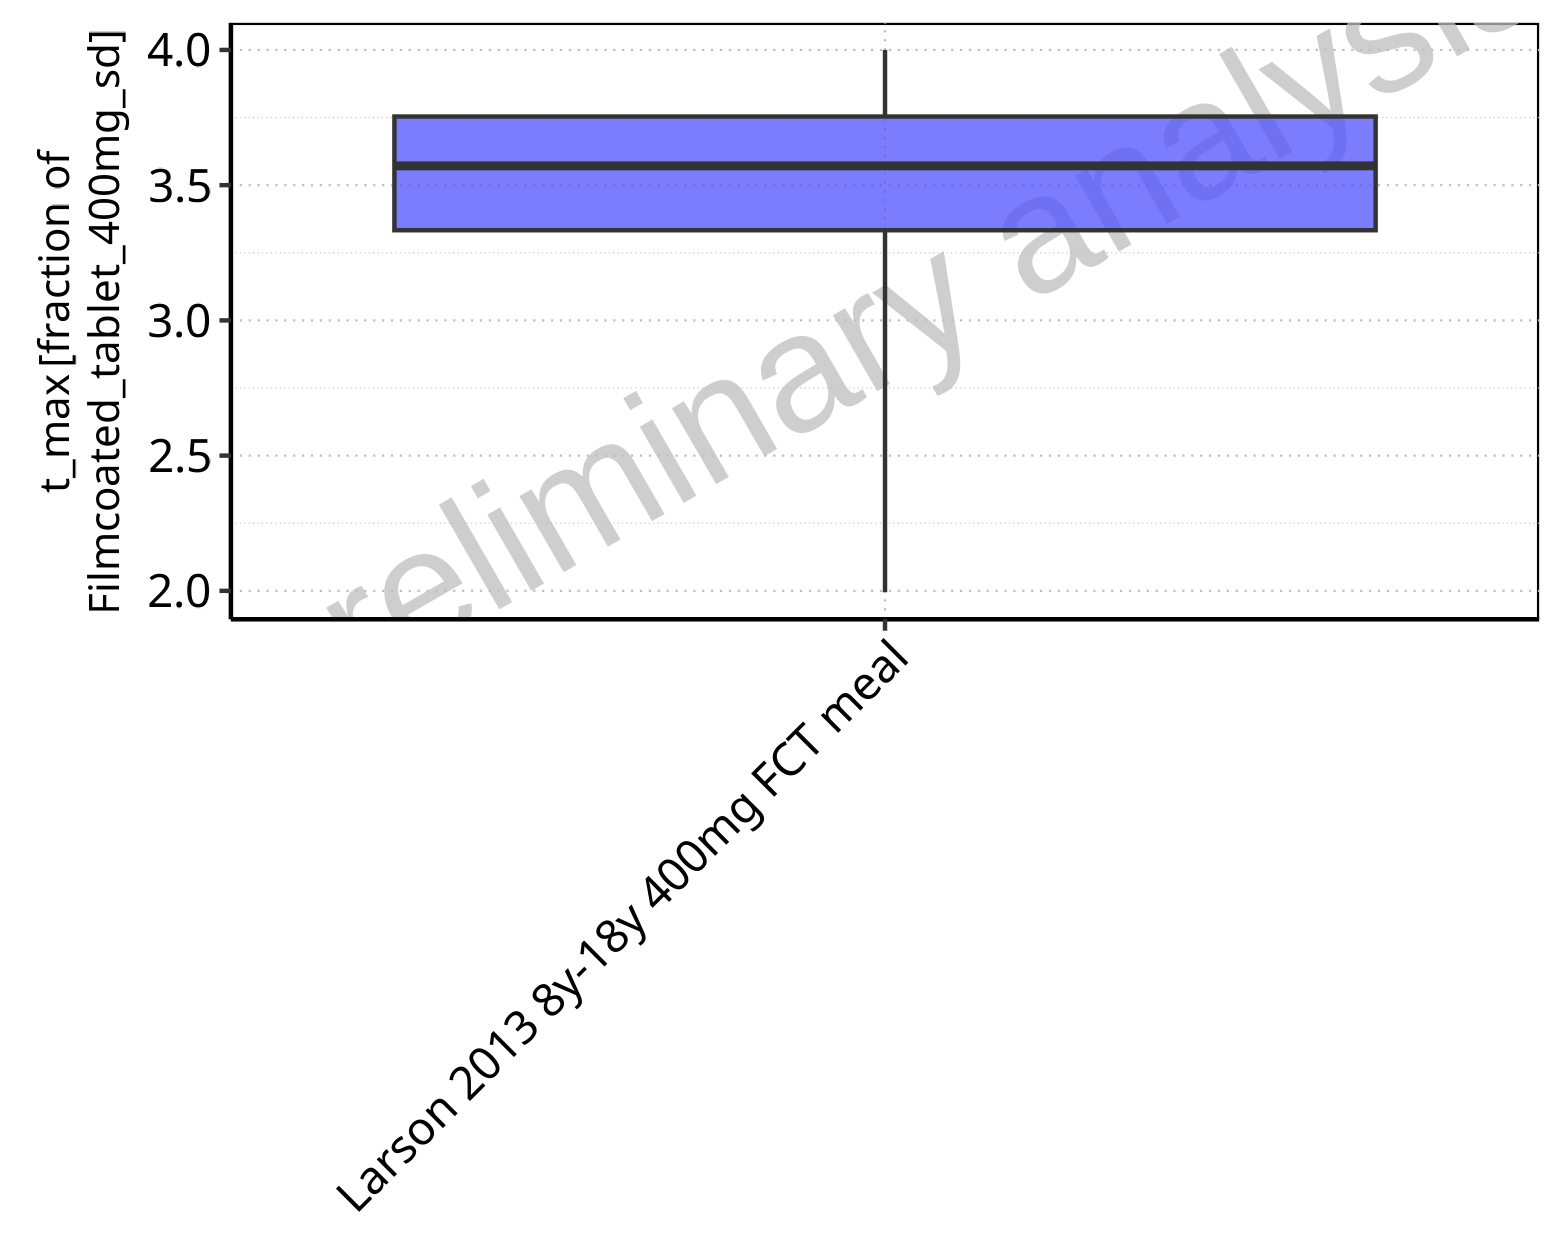 t_max [fraction of
Filmcoated_tablet_400mg_sd]
4.0
3.5
3.0
2.5
2.0
reliminary analysis
Larson 2013 8y-18y 400mg FCT meal